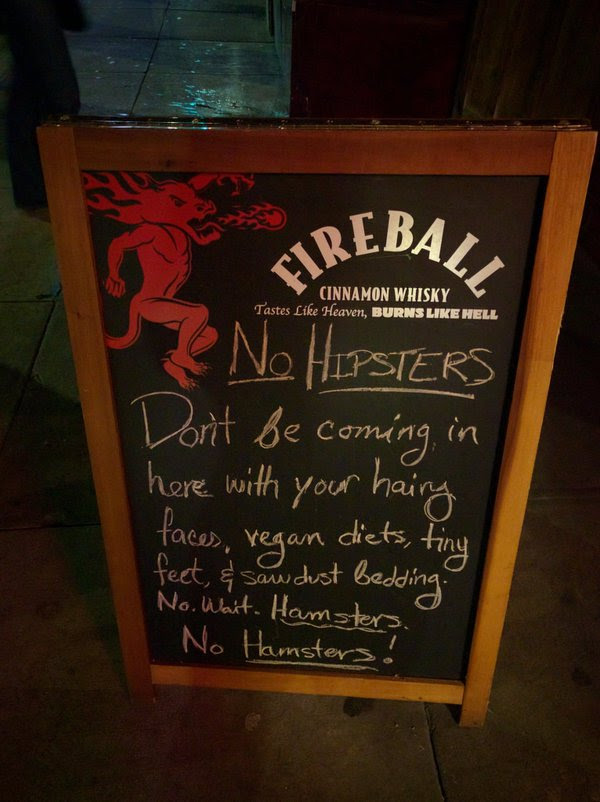 FIREBALL
CINNAMON WHISKY
Tastes Like Heaven, BURNS LIKE HELL
No HIPSTERS
Don't Be coming in
here with your hairy
faces, vegan diets, tiny
feet, & sawdust Bedding.
No. Wait. Hamsters.
No Hamsters!